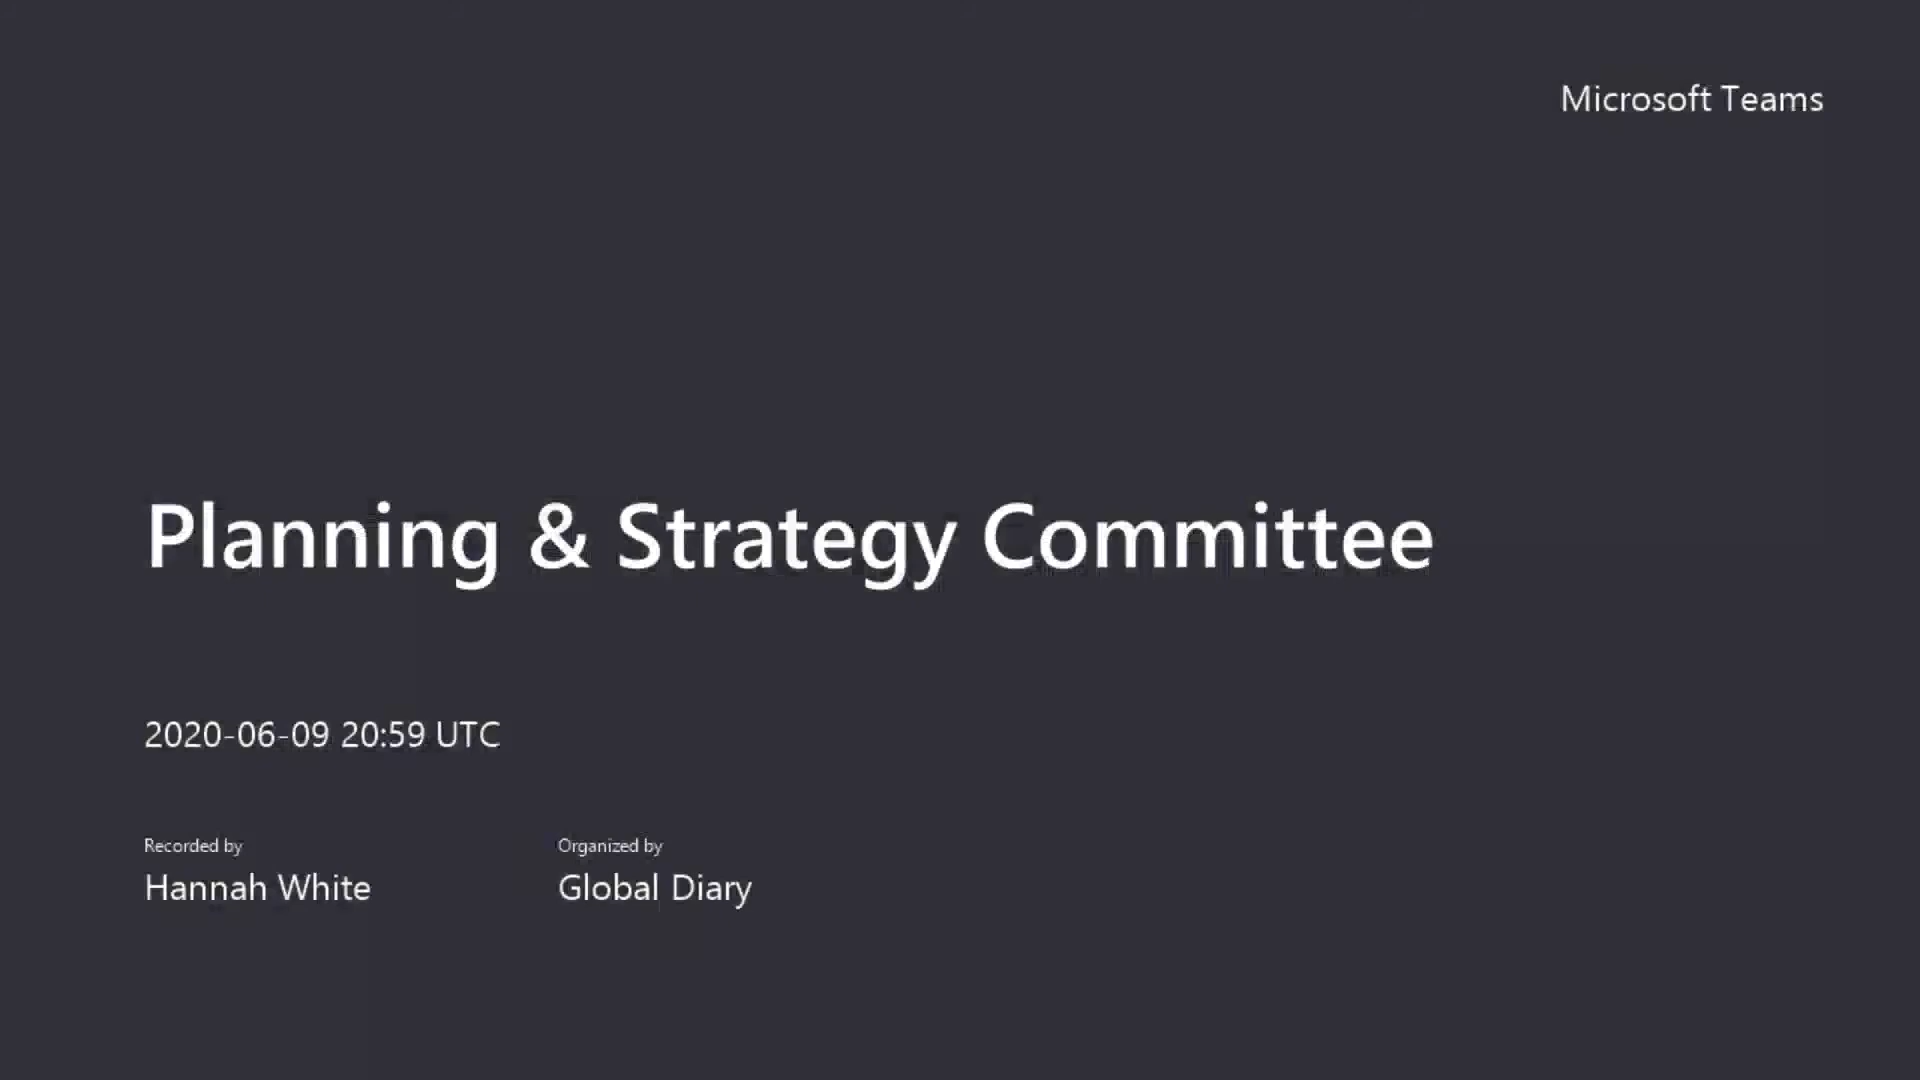 Microsoft Teams
Planning & Strategy Committee
2020-06-09 20:59 UTC
Recorded by
Hannah White
Organized by
Global Diary